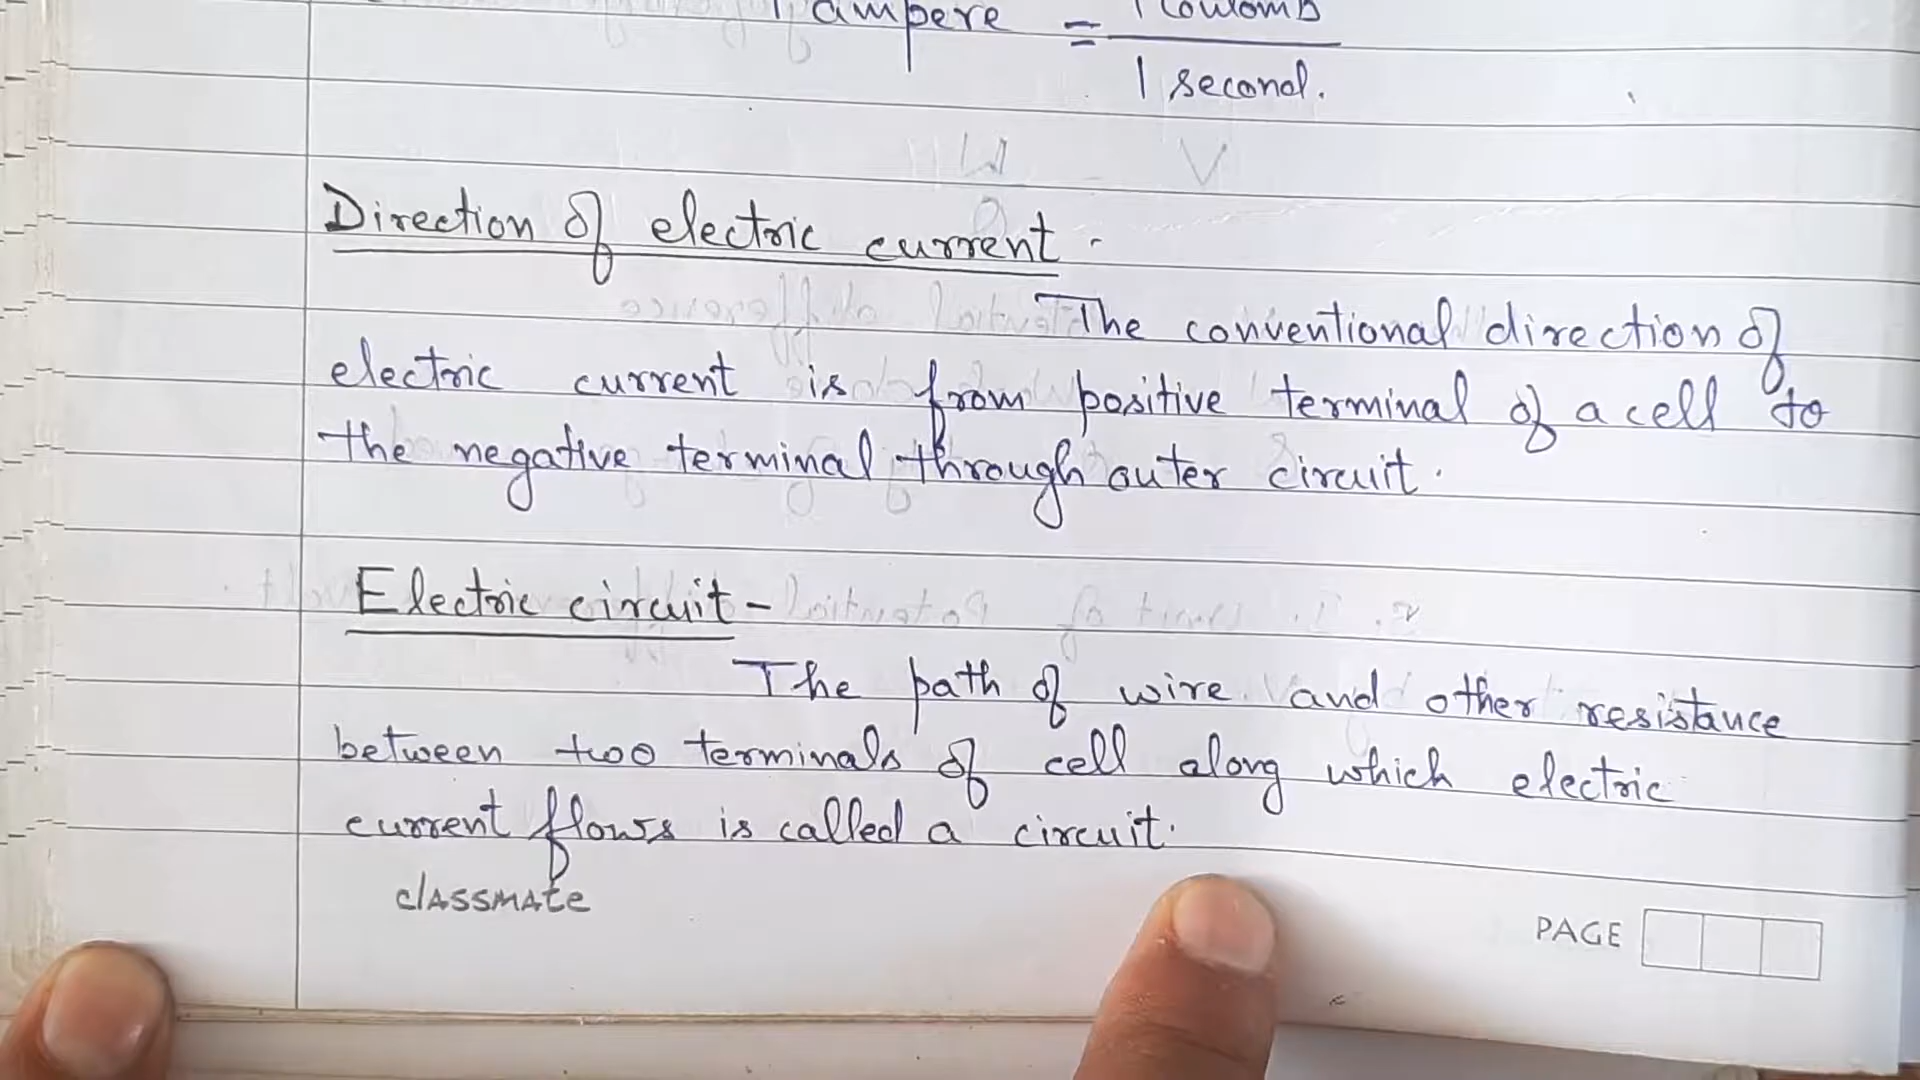 1 ampere = 1 Coulomb
1 second.
Direction of electric current -
The conventional direction of
electric current is from positive terminal of a cell to
the negative terminal through outer circuit.
Electric circuit -
The path of wire and other resistance
between two terminals of cell along which electric
current flows is called a circuit.
classmate
PAGE